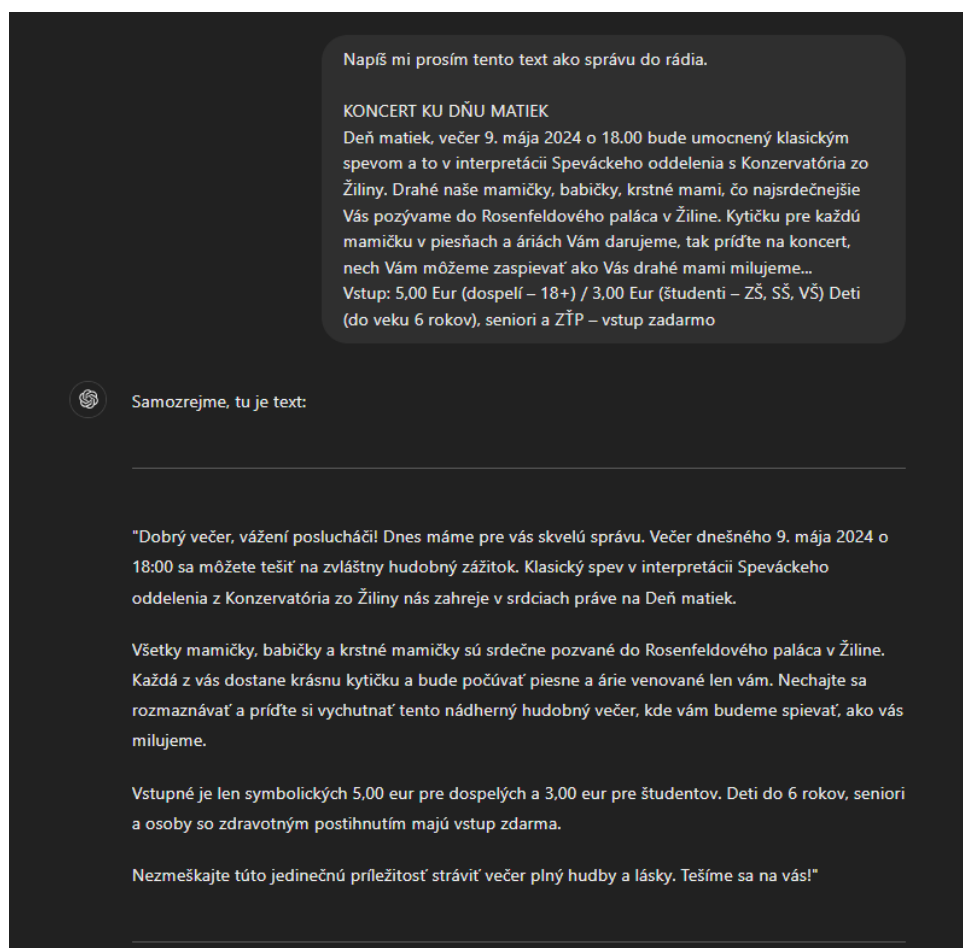 Napíš mi prosím tento text ako správu do rádia.
KONCERT KU DŇU MATIEK
Deň matiek, večer 9. mája 2024 o 18.00 bude umocnený klasickým
spevom a to v interpretácii Speváckeho oddelenia s Konzervatória zo
Žiliny. Drahé naše mamičky, babičky, krstné mami, čo najsrdečnejšie
Vás pozývame do Rosenfeldového paláca v Žiline. Kytičku pre každú
mamičku v piesňach a áriách Vám darujeme, tak príďte na koncert,
nech Vám môžeme zaspievať ako Vás drahé mami milujeme...
Vstup: 5,00 Eur (dospelí – 18+) / 3,00 Eur (študenti – ZŠ, SŠ, VŠ) Deti
(do veku 6 rokov), seniori a ZŤP – vstup zadarmo
Samozrejme, tu je text:
"Dobrý večer, vážení poslucháči! Dnes máme pre vás skvelú správu. Večer dnešného 9. mája 2024 o
18:00 sa môžete tešiť na zvláštny hudobný zážitok. Klasický spev v interpretácii Speváckeho
oddelenia z Konzervatória zo Žiliny nás zahreje v srdciach práve na Deň matiek.
Všetky mamičky, babičky a krstné mamičky sú srdečne pozvané do Rosenfeldového paláca v Žiline.
Každá z vás dostane krásnu kytičku a bude počúvať piesne a árie venované len vám. Nechajte sa
rozmaznávať a príďte si vychutnať tento nádherný hudobný večer, kde vám budeme spievať, ako vás
milujeme.
Vstupné je len symbolických 5,00 eur pre dospelých a 3,00 eur pre študentov. Deti do 6 rokov, seniori
a osoby so zdravotným postihnutím majú vstup zdarma.
Nezmeškajte túto jedinečnú príležitosť stráviť večer plný hudby a lásky. Tešíme sa na vás!"